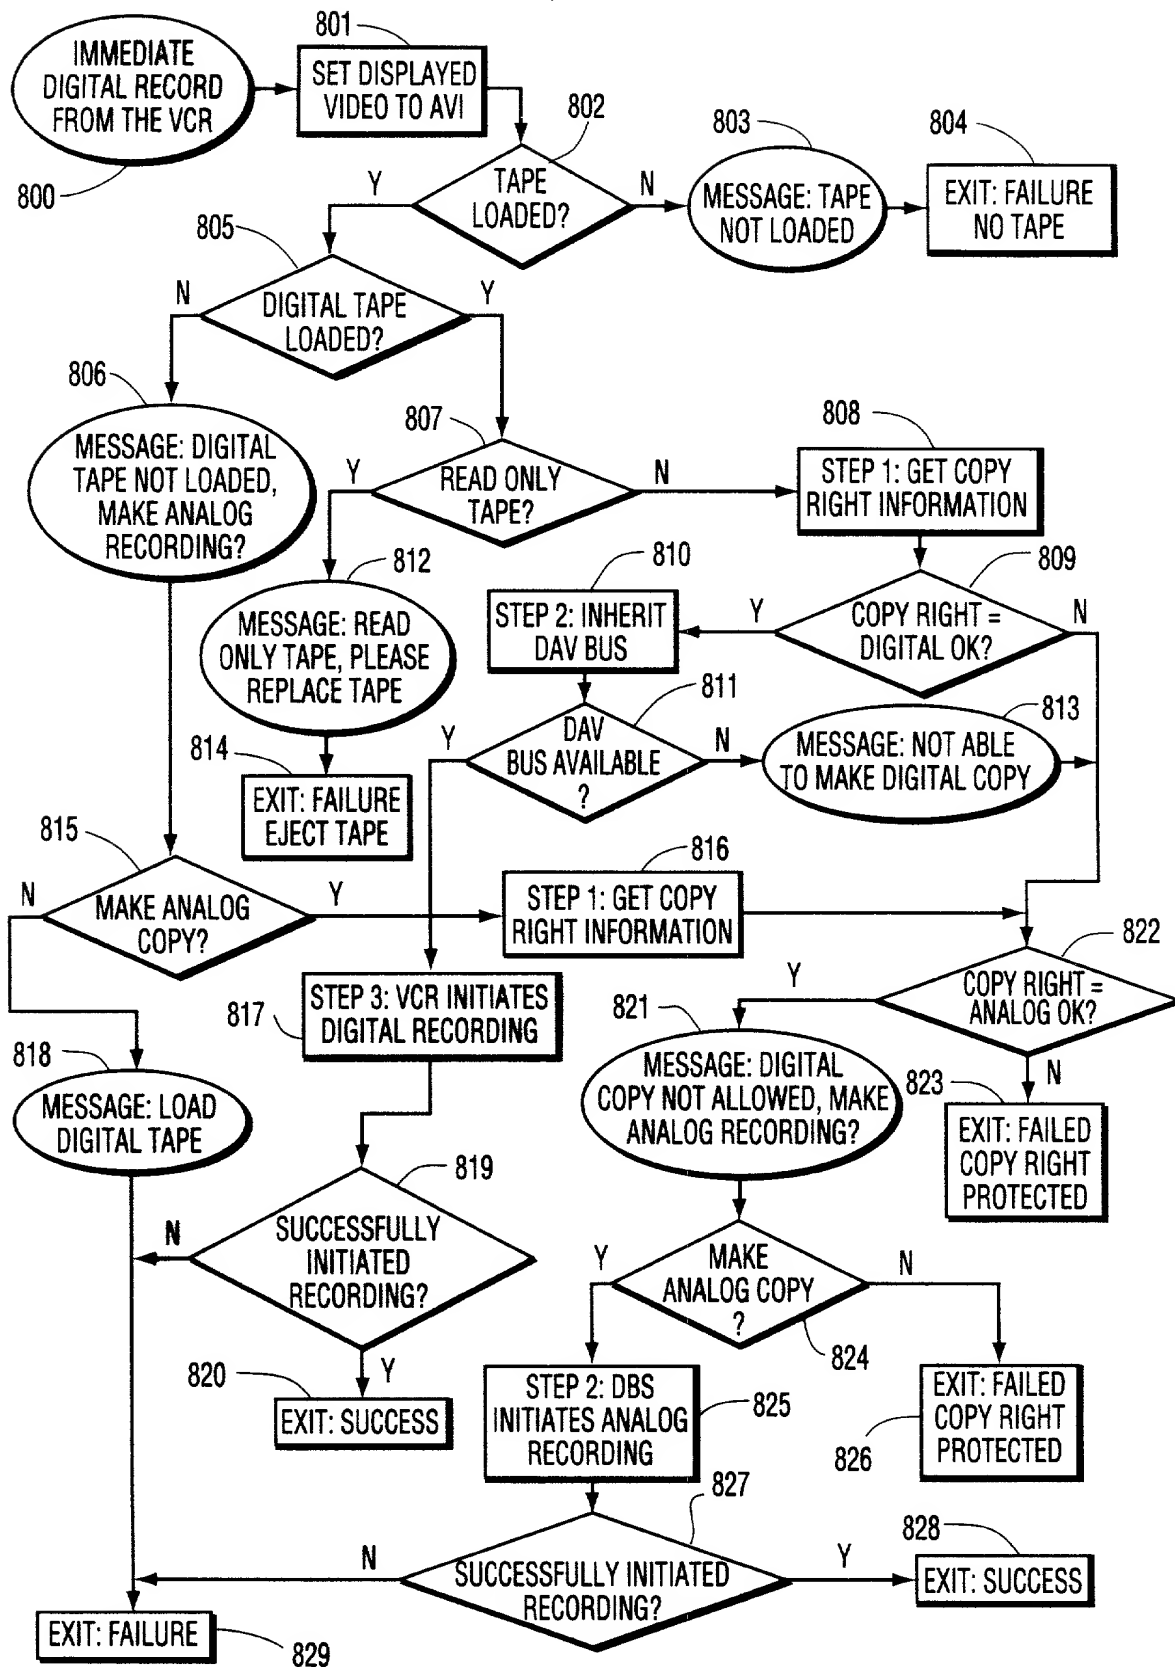 801
IMMEDIATE
DIGITAL RECORD
FROM THE VCR
800
SET DISPLAYED
VIDEO TO AVI
802
TAPE
LOADED?
Y
N
803
MESSAGE: TAPE
NOT LOADED
804
EXIT: FAILURE
NO TAPE
805
DIGITAL TAPE
LOADED?
N
Y
806
MESSAGE: DIGITAL
TAPE NOT LOADED,
MAKE ANALOG
RECORDING?
807
READ ONLY
TAPE?
Y
N
808
STEP 1: GET COPY
RIGHT INFORMATION
809
COPY RIGHT =
DIGITAL OK?
Y
N
810
STEP 2: INHERIT
DAV BUS
812
MESSAGE: READ
ONLY TAPE, PLEASE
REPLACE TAPE
811
DAV
BUS AVAILABLE
?
Y
N
813
MESSAGE: NOT ABLE
TO MAKE DIGITAL COPY
814
EXIT: FAILURE
EJECT TAPE
815
MAKE ANALOG
COPY?
N
Y
816
STEP 1: GET COPY
RIGHT INFORMATION
822
COPY RIGHT =
ANALOG OK?
Y
N
817
STEP 3: VCR INITIATES
DIGITAL RECORDING
821
MESSAGE: DIGITAL
COPY NOT ALLOWED, MAKE
ANALOG RECORDING?
823
EXIT: FAILED
COPY RIGHT
PROTECTED
818
MESSAGE: LOAD
DIGITAL TAPE
819
SUCCESSFULLY
INITIATED
RECORDING?
N
Y
820
EXIT: SUCCESS
MAKE
ANALOG COPY
?
Y
N
824
STEP 2: DBS
INITIATES ANALOG
RECORDING
825
EXIT: FAILED
COPY RIGHT
PROTECTED
826
827
SUCCESSFULLY INITIATED
RECORDING?
N
Y
828
EXIT: SUCCESS
EXIT: FAILURE
829